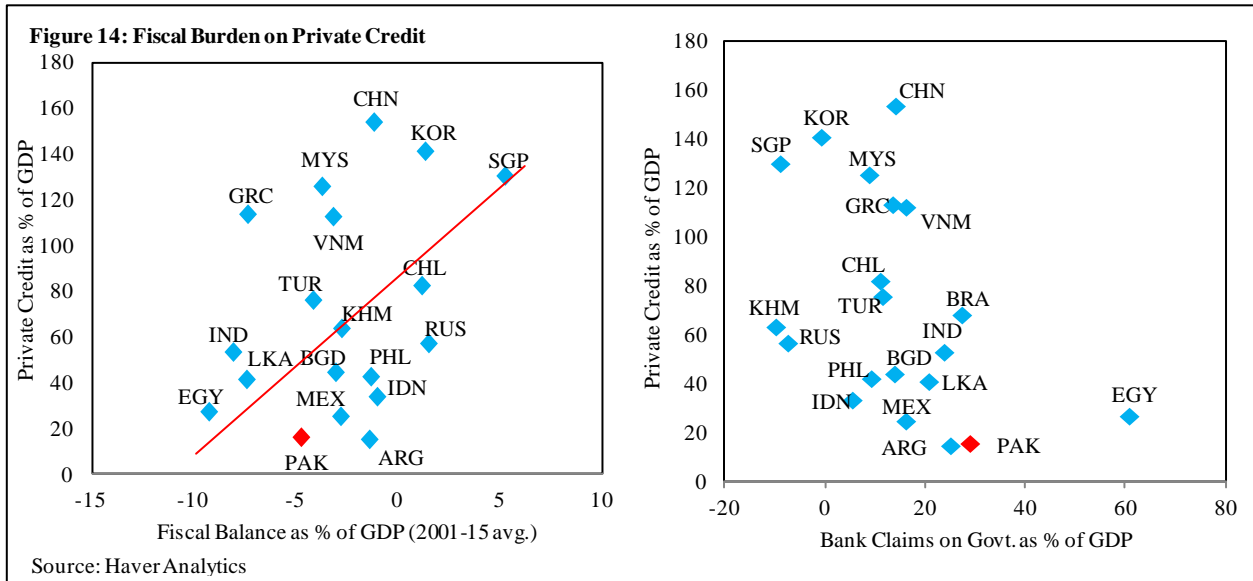 Figure 14: Fiscal Burden on Private Credit
Private Credit as % of GDP
180
160
140
120
100
80
60
40
20
0
CHN
KOR
MYS
SGP
GRC
VNM
CHL
TUR
KHM
RUS
IND
LKA
BGD
PHL
EGY
IDN
MEX
PAK
ARG
-15
-10
-5
0
5
10
Fiscal Balance as % of GDP (2001-15 avg.)
Source: Haver Analytics
Private Credit as % of GDP
180
160
140
120
100
80
60
40
20
0
CHN
KOR
SGP
MYS
GRC
VNM
CHL
TUR
BRA
KHM
RUS
IND
BGD
PHL
LKA
IDN
MEX
EGY
ARG
PAK
-20
0
20
40
60
80
Bank Claims on Govt. as % of GDP